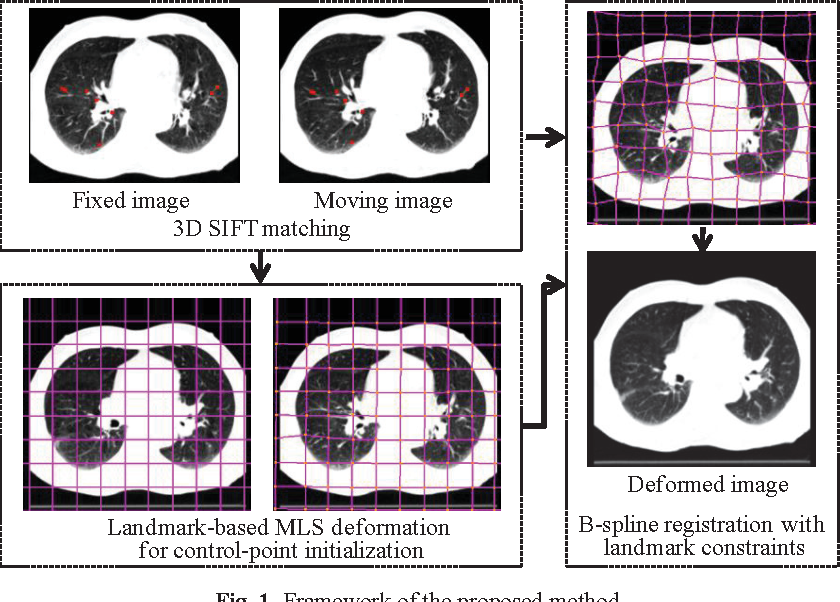 Fixed image
Moving image
3D SIFT matching
Landmark-based MLS deformation
for control-point initialization
Deformed image
B-spline registration with
landmark constraints
Fig. 1. Framework of the proposed method